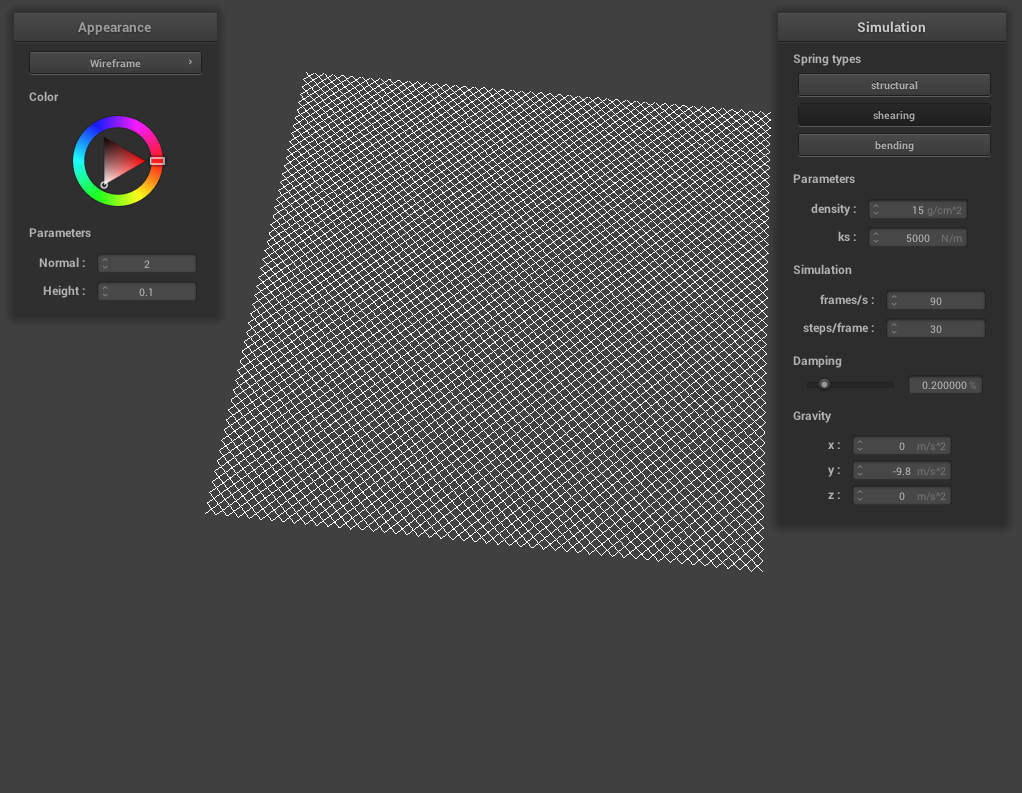 Appearance
Wireframe
Color
Parameters
Normal : 2
Height : 0.1
Simulation
Spring types
structural
shearing
bending
Parameters
density : 15 g/cm^2
ks : 5000 N/m
Simulation
frames/s : 90
steps/frame : 30
Damping
0.200000 %
Gravity
x : 0 m/s^2
y : -9.8 m/s^2
z : 0 m/s^2